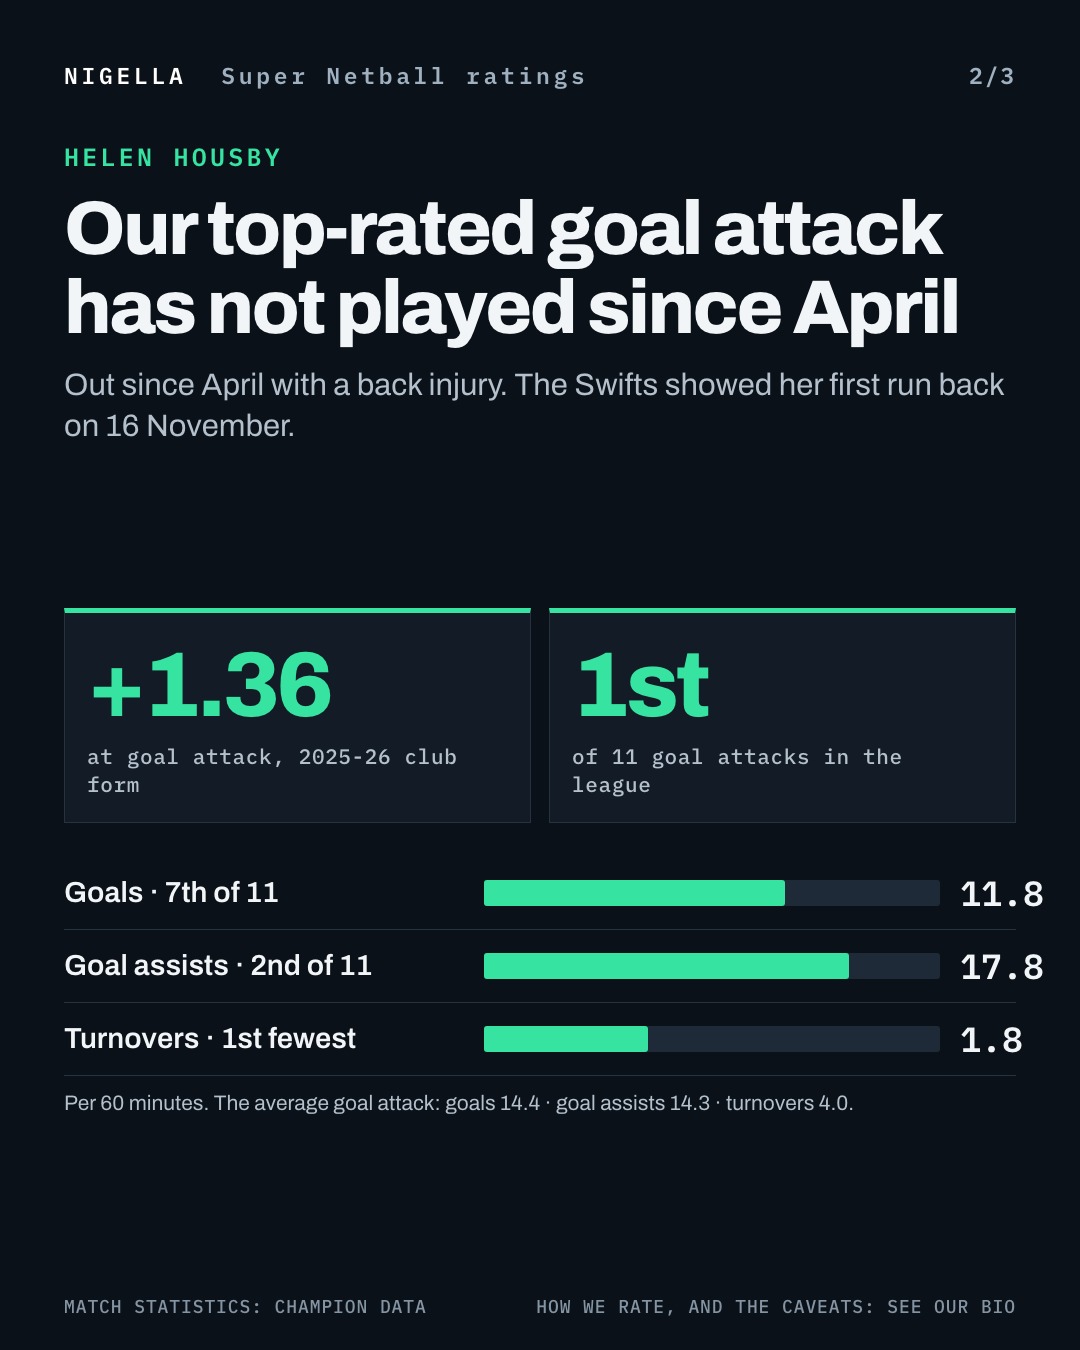 NIGELLA Super Netball ratings 2/3
HELEN HOUSBY
Our top-rated goal attack
has not played since April
Out since April with a back injury. The Swifts showed her first run back
on 16 November.
+1.36
at goal attack, 2025-26 club
form
1st
of 11 goal attacks in the
league
Goals · 7th of 11 11.8
Goal assists · 2nd of 11 17.8
Turnovers · 1st fewest 1.8
Per 60 minutes. The average goal attack: goals 14.4 · goal assists 14.3 · turnovers 4.0.
MATCH STATISTICS: CHAMPION DATA HOW WE RATE, AND THE CAVEATS: SEE OUR BIO